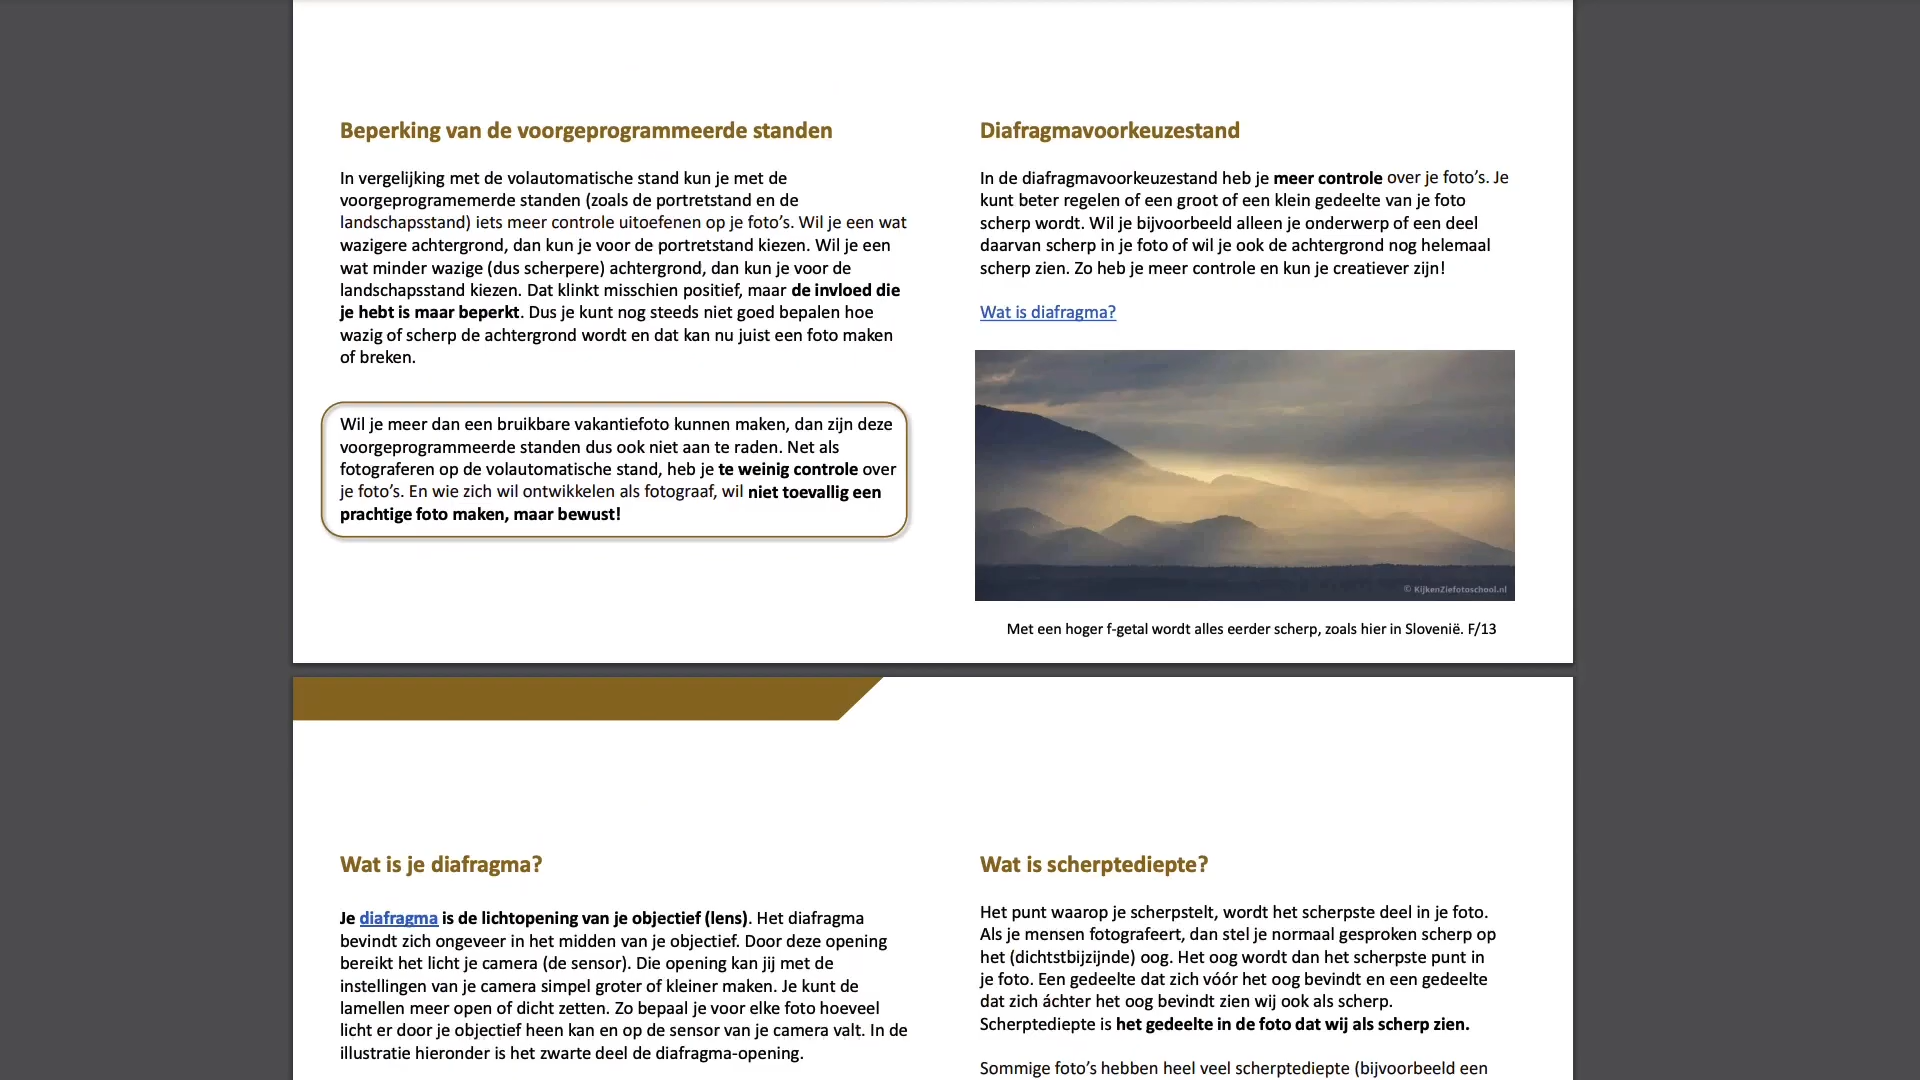 Beperking van de voorgeprogrammeerde standen
In vergelijking met de volautomatische stand kun je met de
voorgeprogramemerde standen (zoals de portretstand en de
landschapsstand) iets meer controle uitoefenen op je foto’s. Wil je een wat
wazigere achtergrond, dan kun je voor de portretstand kiezen. Wil je een
wat minder wazige (dus scherpere) achtergrond, dan kun je voor de
landschapsstand kiezen. Dat klinkt misschien positief, maar de invloed die
je hebt is maar beperkt. Dus je kunt nog steeds niet goed bepalen hoe
wazig of scherp de achtergrond wordt en dat kan nu juist een foto maken
of breken.
Wil je meer dan een bruikbare vakantiefoto kunnen maken, dan zijn deze
voorgeprogrammeerde standen dus ook niet aan te raden. Net als
fotograferen op de volautomatische stand, heb je te weinig controle over
je foto’s. En wie zich wil ontwikkelen als fotograaf, wil niet toevallig een
prachtige foto maken, maar bewust!
Diafragmavoorkeuzestand
In de diafragmavoorkeuzestand heb je meer controle over je foto’s. Je
kunt beter regelen of een groot of een klein gedeelte van je foto
scherp wordt. Wil je bijvoorbeeld alleen je onderwerp of een deel
daarvan scherp in je foto of wil je ook de achtergrond nog helemaal
scherp zien. Zo heb je meer controle en kun je creatiever zijn!
Wat is diafragma?
© KijkenZiefotoschool.nl
Met een hoger f-getal wordt alles eerder scherp, zoals hier in Slovenië. F/13
Wat is je diafragma?
Je diafragma is de lichtopening van je objectief (lens). Het diafragma
bevindt zich ongeveer in het midden van je objectief. Door deze opening
bereikt het licht je camera (de sensor). Die opening kan jij met de
instellingen van je camera simpel groter of kleiner maken. Je kunt de
lamellen meer open of dicht zetten. Zo bepaal je voor elke foto hoeveel
licht er door je objectief heen kan en op de sensor van je camera valt. In de
illustratie hieronder is het zwarte deel de diafragma-opening.
Wat is scherptediepte?
Het punt waarop je scherpstelt, wordt het scherpste deel in je foto.
Als je mensen fotografeert, dan stel je normaal gesproken scherp op
het (dichtstbijzijnde) oog. Het oog wordt dan het scherpste punt in
je foto. Een gedeelte dat zich vóór het oog bevindt en een gedeelte
dat zich áchter het oog bevindt zien wij ook als scherp.
Scherptediepte is het gedeelte in de foto dat wij als scherp zien.
Sommige foto’s hebben heel veel scherptediepte (bijvoorbeeld een